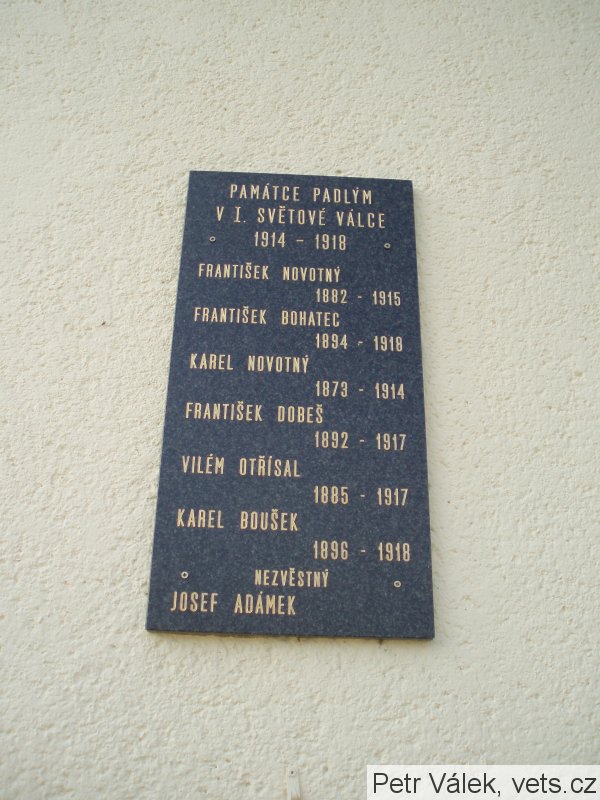 PAMÁTCE PADLÝM
V I. SVĚTOVÉ VÁLCE
1914 - 1918
FRANTIŠEK NOVOTNÝ
1882 - 1915
FRANTIŠEK BOHATEC
1894 - 1918
KAREL NOVOTNÝ
1873 - 1914
FRANTIŠEK DOBEŠ
1892 - 1917
VILÉM OTŘÍSAL
1885 - 1917
KAREL BOUŠEK
1896 - 1918
NEZVĚSTNÝ
JOSEF ADÁMEK
Petr Válek, vets.cz